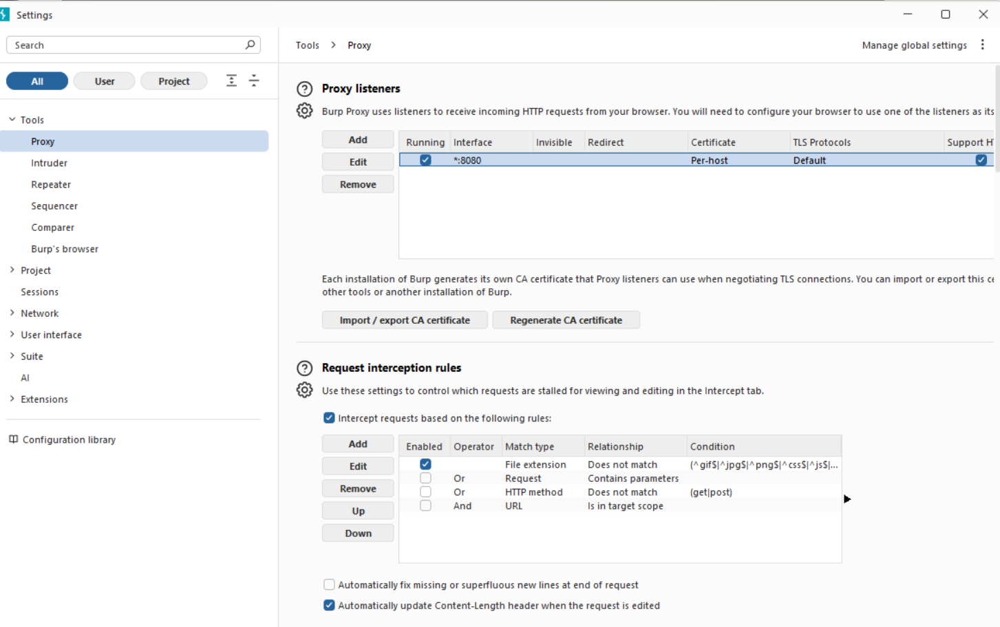 Settings
Search
Tools > Proxy
Manage global settings
All User Project
Tools
Proxy
Intruder
Repeater
Sequencer
Comparer
Burp's browser
Project
Sessions
Network
User interface
Suite
AI
Extensions
Configuration library
Proxy listeners
Burp Proxy uses listeners to receive incoming HTTP requests from your browser. You will need to configure your browser to use one of the listeners as its
Add
Edit
Remove
Running Interface Invisible Redirect Certificate TLS Protocols Support H
*:8080 Per-host Default
Each installation of Burp generates its own CA certificate that Proxy listeners can use when negotiating TLS connections. You can import or export this ce
other tools or another installation of Burp.
Import / export CA certificate Regenerate CA certificate
Request interception rules
Use these settings to control which requests are stalled for viewing and editing in the Intercept tab.
Intercept requests based on the following rules:
Add
Edit
Remove
Up
Down
Enabled Operator Match type Relationship Condition
File extension Does not match (^gif$|^jpg$|^png$|^css$|^js$|...
Or Request Contains parameters
Or HTTP method Does not match (get|post)
And URL Is in target scope
Automatically fix missing or superfluous new lines at end of request
Automatically update Content-Length header when the request is edited